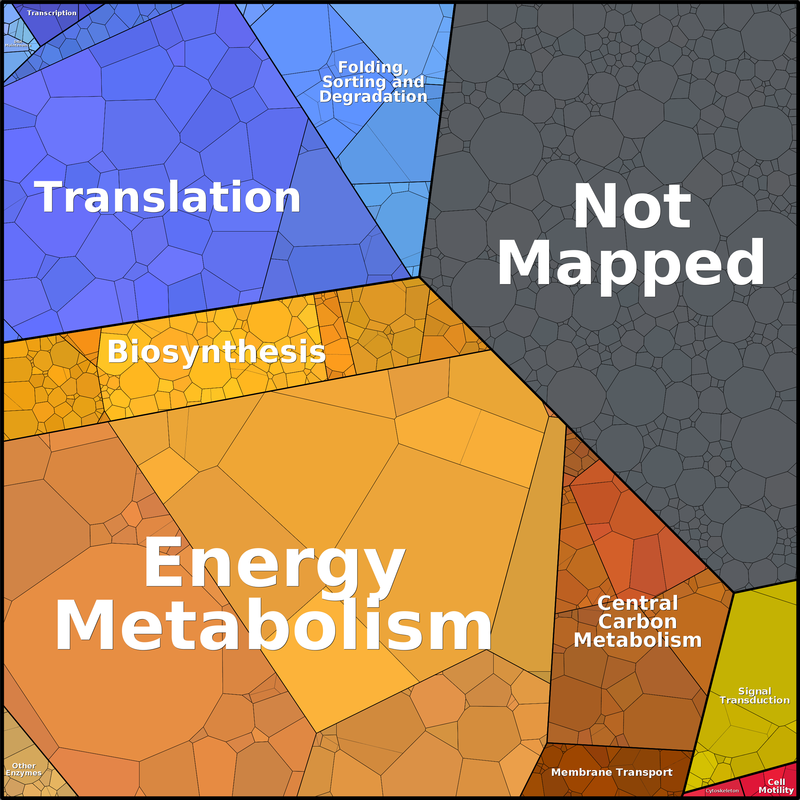 Transcription
Translation
Folding,
Sorting and
Degradation
Not
Mapped
Biosynthesis
Energy
Metabolism
Central
Carbon
Metabolism
Signal
Transduction
Other
Enzymes
Membrane Transport
Cytoskeleton
Cell
Motility